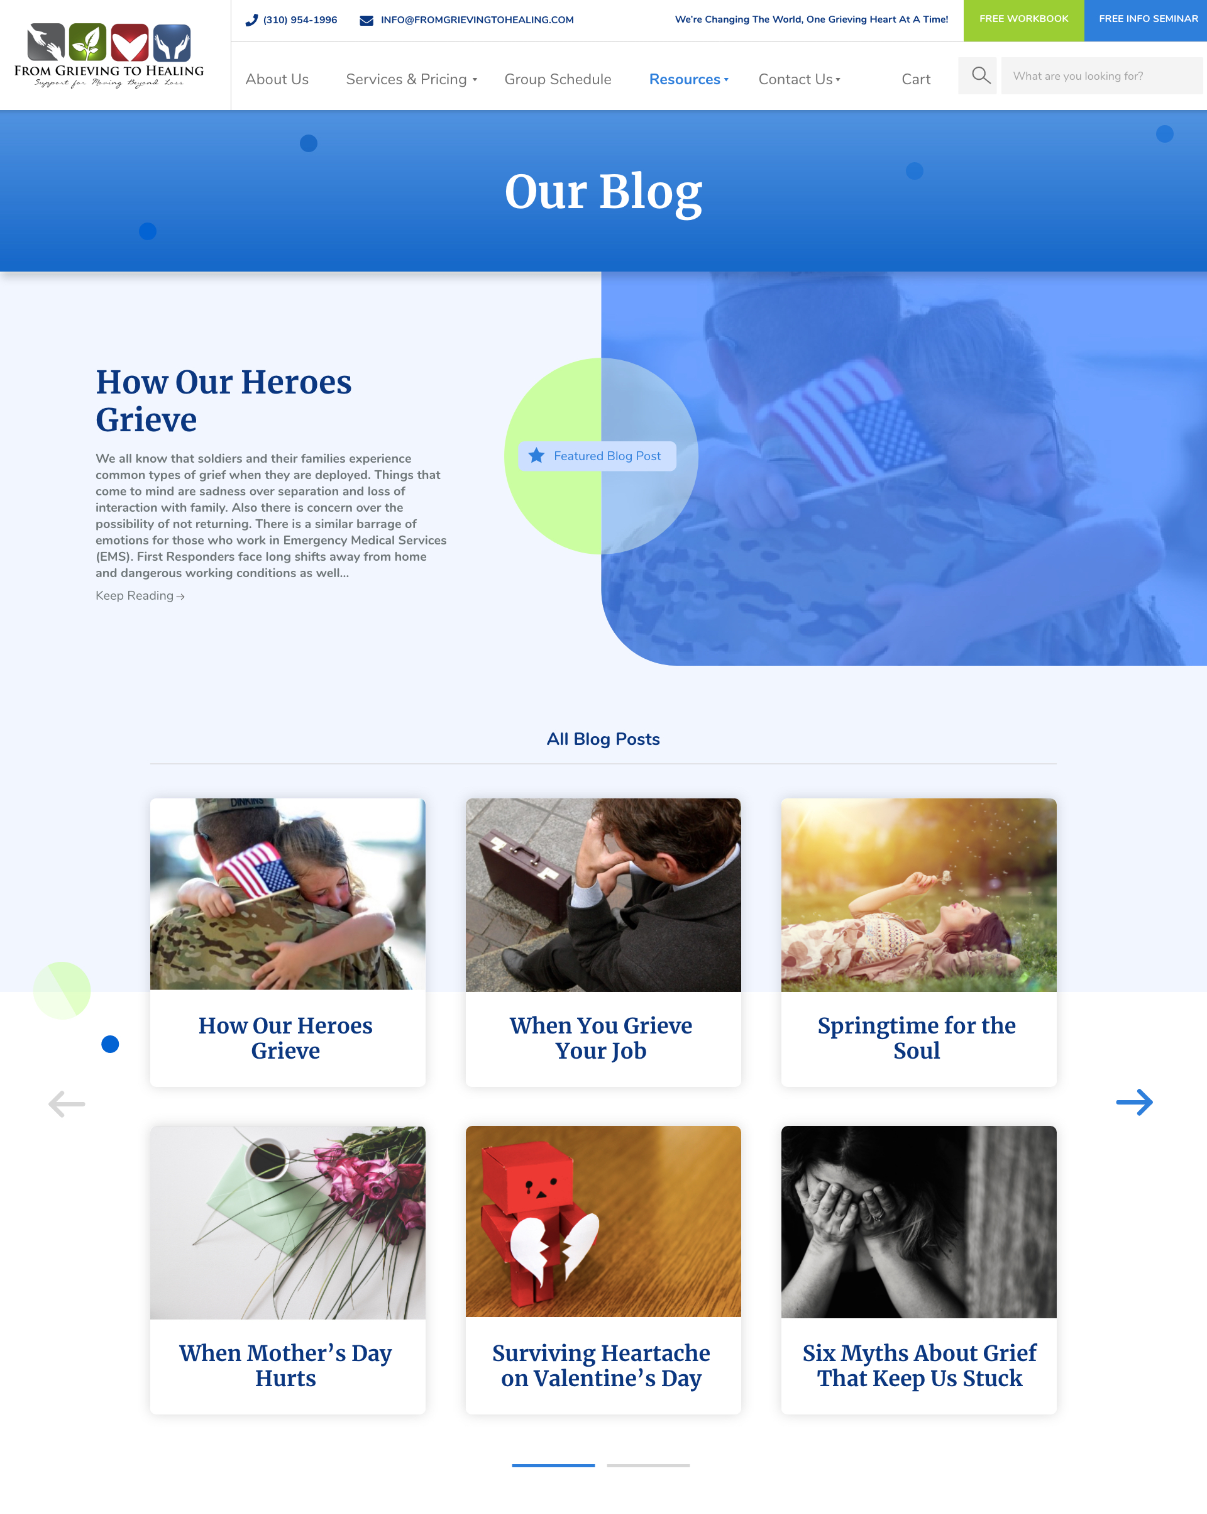 FROM GRIEVING TO HEALING
Support for Moving Beyond Loss
(310) 954-1996
INFO@FROMGRIEVINGTOHEALING.COM
We're Changing The World, One Grieving Heart At A Time!
FREE WORKBOOK
FREE INFO SEMINAR
About Us
Services & Pricing
Group Schedule
Resources
Contact Us
Cart
What are you looking for?
Our Blog
How Our Heroes
Grieve
We all know that soldiers and their families experience
common types of grief when they are deployed. Things that
come to mind are sadness over separation and loss of
interaction with family. Also there is concern over the
possibility of not returning. There is a similar barrage of
emotions for those who work in Emergency Medical Services
(EMS). First Responders face long shifts away from home
and dangerous working conditions as well...
Keep Reading→
Featured Blog Post
All Blog Posts
DINKINS
How Our Heroes
Grieve
When You Grieve
Your Job
Springtime for the
Soul
When Mother’s Day
Hurts
Surviving Heartache
on Valentine’s Day
Six Myths About Grief
That Keep Us Stuck